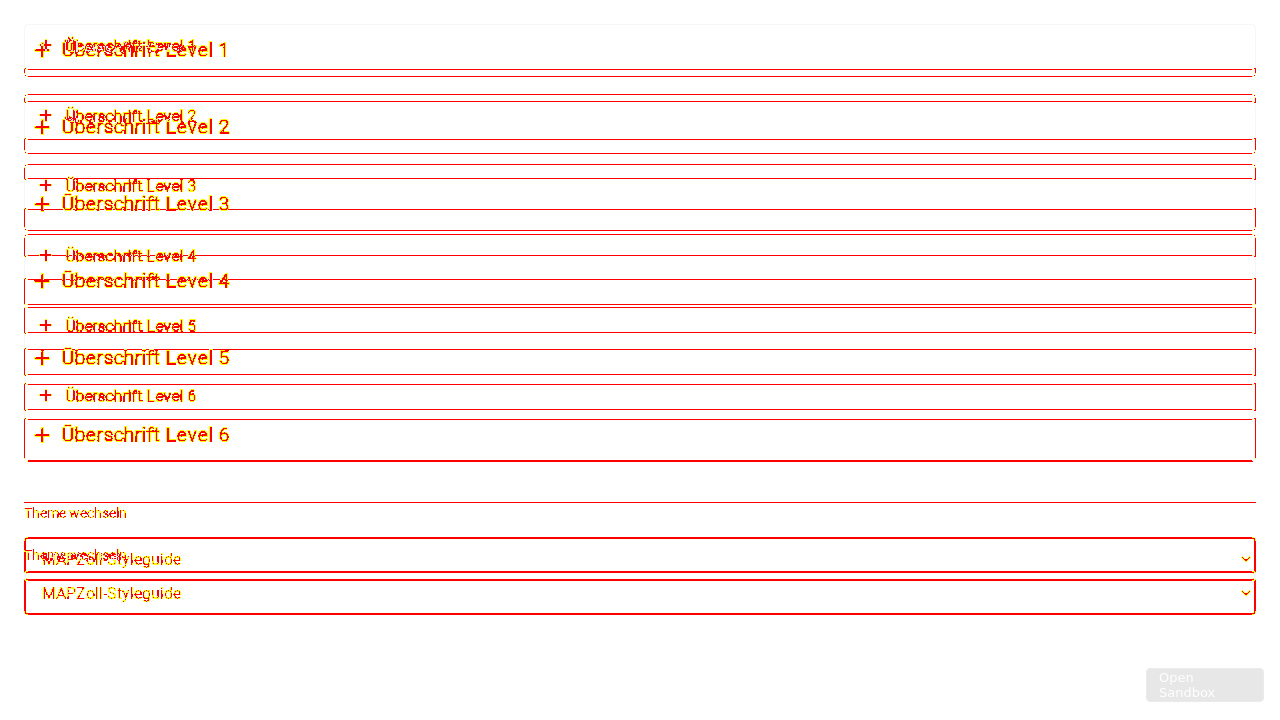 Überschrift Level 1
Überschrift Level 1
Überschrift Level 2
Überschrift Level 2
Überschrift Level 3
Überschrift Level 3
Überschrift Level 4
Überschrift Level 4
Überschrift Level 5
Überschrift Level 5
Überschrift Level 6
Überschrift Level 6
Theme wechseln
Theme wechseln
MAPZoll-Styleguide
MAPZoll-Styleguide
Open
Sandbox